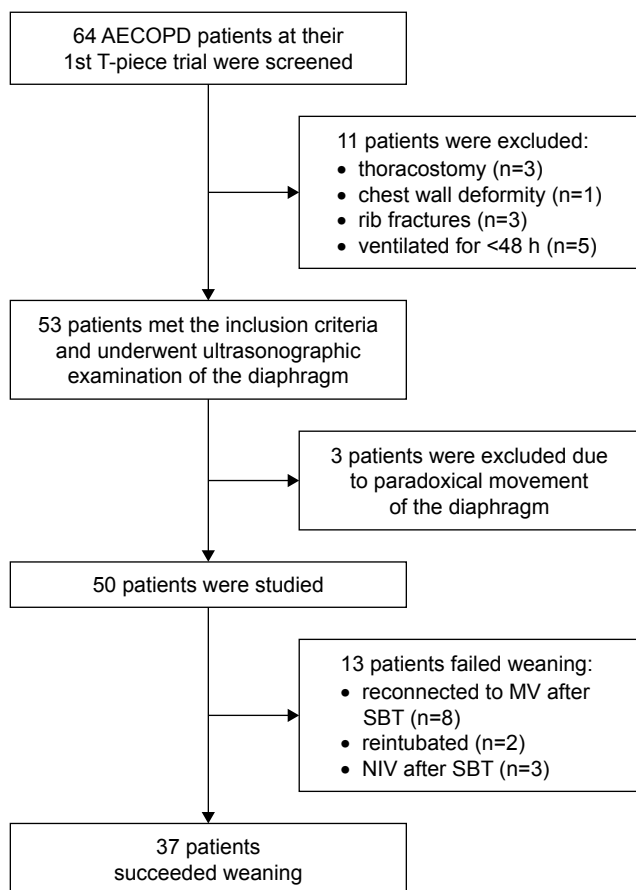 64 AECOPD patients at their
1st T-piece trial were screened
11 patients were excluded:
• thoracostomy (n=3)
• chest wall deformity (n=1)
• rib fractures (n=3)
• ventilated for <48 h (n=5)
53 patients met the inclusion criteria
and underwent ultrasonographic
examination of the diaphragm
3 patients were excluded due
to paradoxical movement
of the diaphragm
50 patients were studied
13 patients failed weaning:
• reconnected to MV after
SBT (n=8)
• reintubated (n=2)
• NIV after SBT (n=3)
37 patients
succeeded weaning